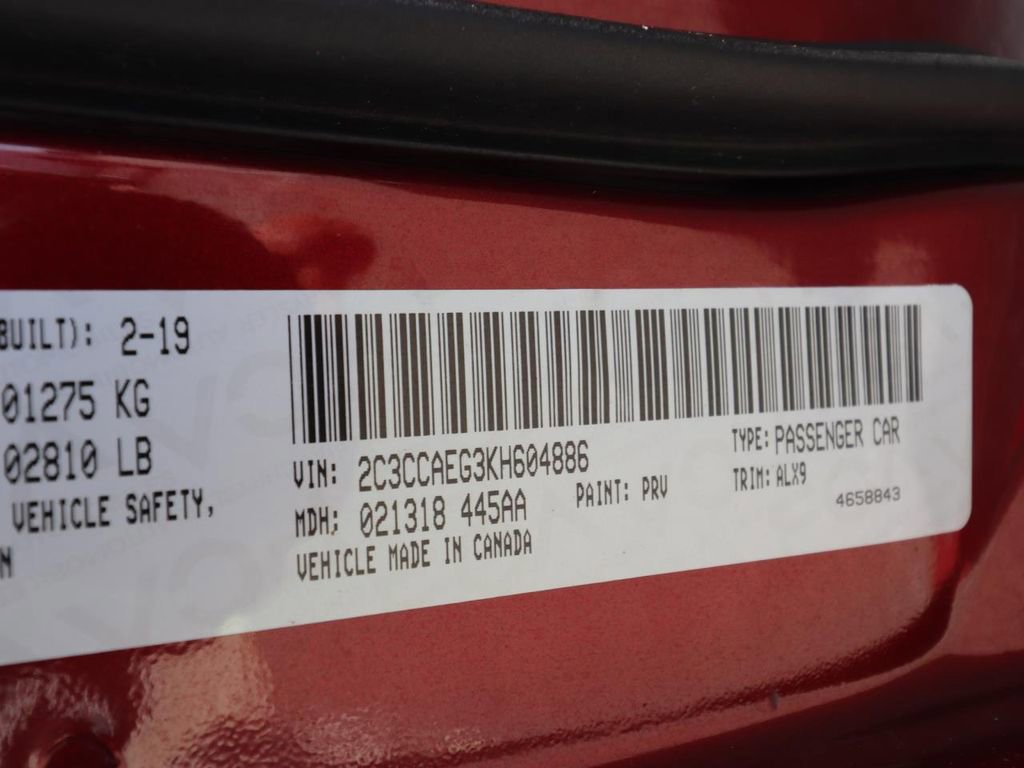 BUILT): 2-19
01275 KG
02810 LB
VEHICLE SAFETY,
N
VIN: 2C3CCAEG3KH604886
TYPE: PASSENGER CAR
MDH: 021318 445AA
PAINT: PRV
TRIM: ALX9
VEHICLE MADE IN CANADA
4658843